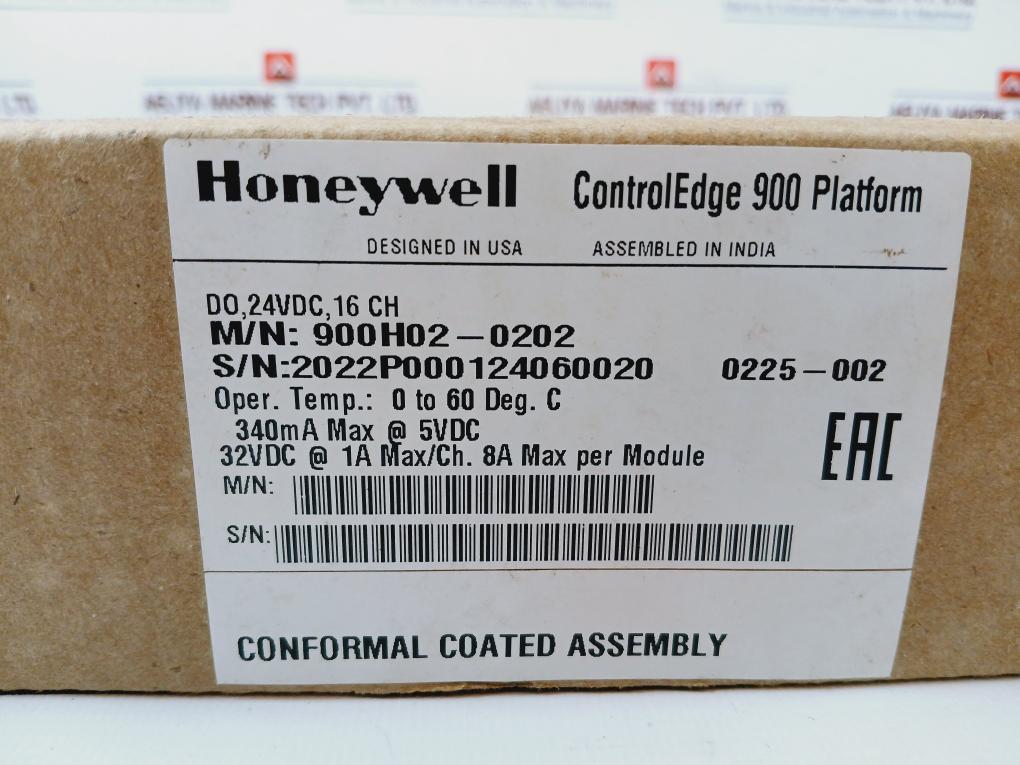 Honeywell ControlEdge 900 Platform
DESIGNED IN USA ASSEMBLED IN INDIA
DO,24VDC,16 CH
M/N: 900H02-0202
S/N:2022P000124060020 0225-002
Oper. Temp.: 0 to 60 Deg. C
340mA Max @ 5VDC
32VDC @ 1A Max/Ch. 8A Max per Module
EAC
M/N:
S/N:
CONFORMAL COATED ASSEMBLY